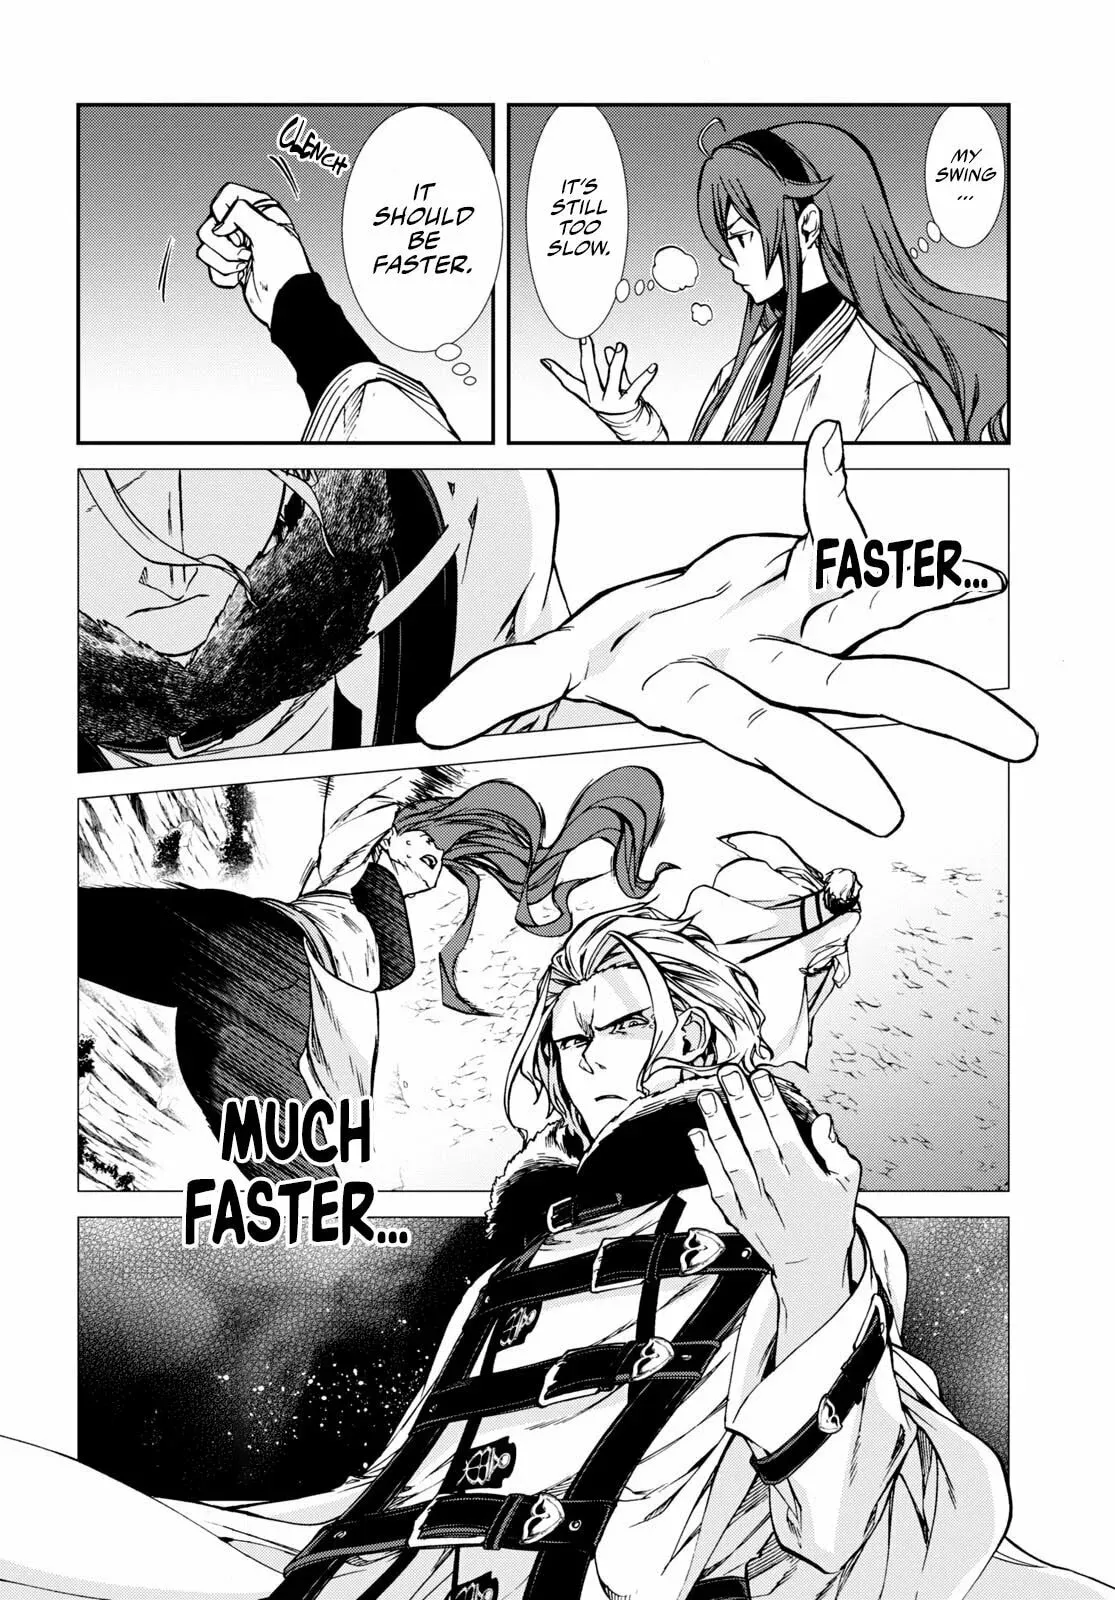 MY
SWING
...
IT'S
STILL
TOO
SLOW.
IT
SHOULD
BE
FASTER.
CLENCH
FASTER...
MUCH
FASTER...